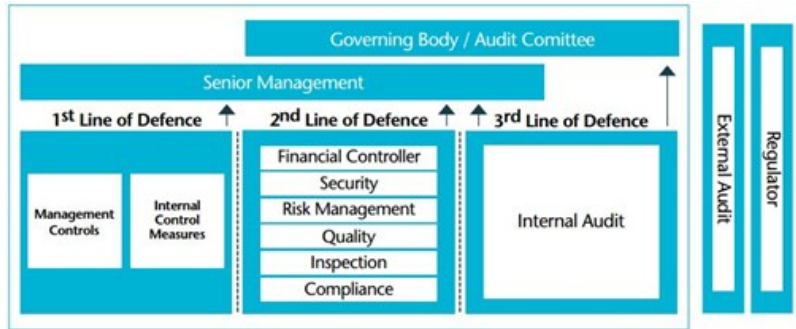 Governing Body / Audit Comittee
Senior Management
1st Line of Defence
2nd Line of Defence
3rd Line of Defence
Management
Controls
Internal
Control
Measures
Financial Controller
Security
Risk Management
Quality
Inspection
Compliance
Internal Audit
External Audit
Regulator